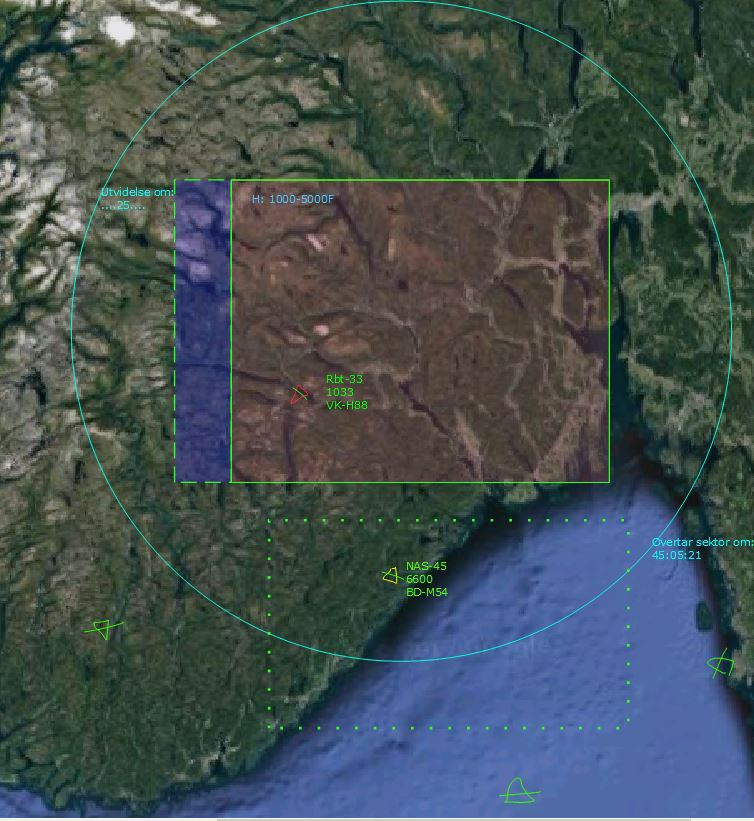 Utvidelse om:
....25....
H: 1000-5000F
Rbt-33
1033
VK-H88
Overtar sektor om:
45:05:21
NAS-45
6600
BD-M54